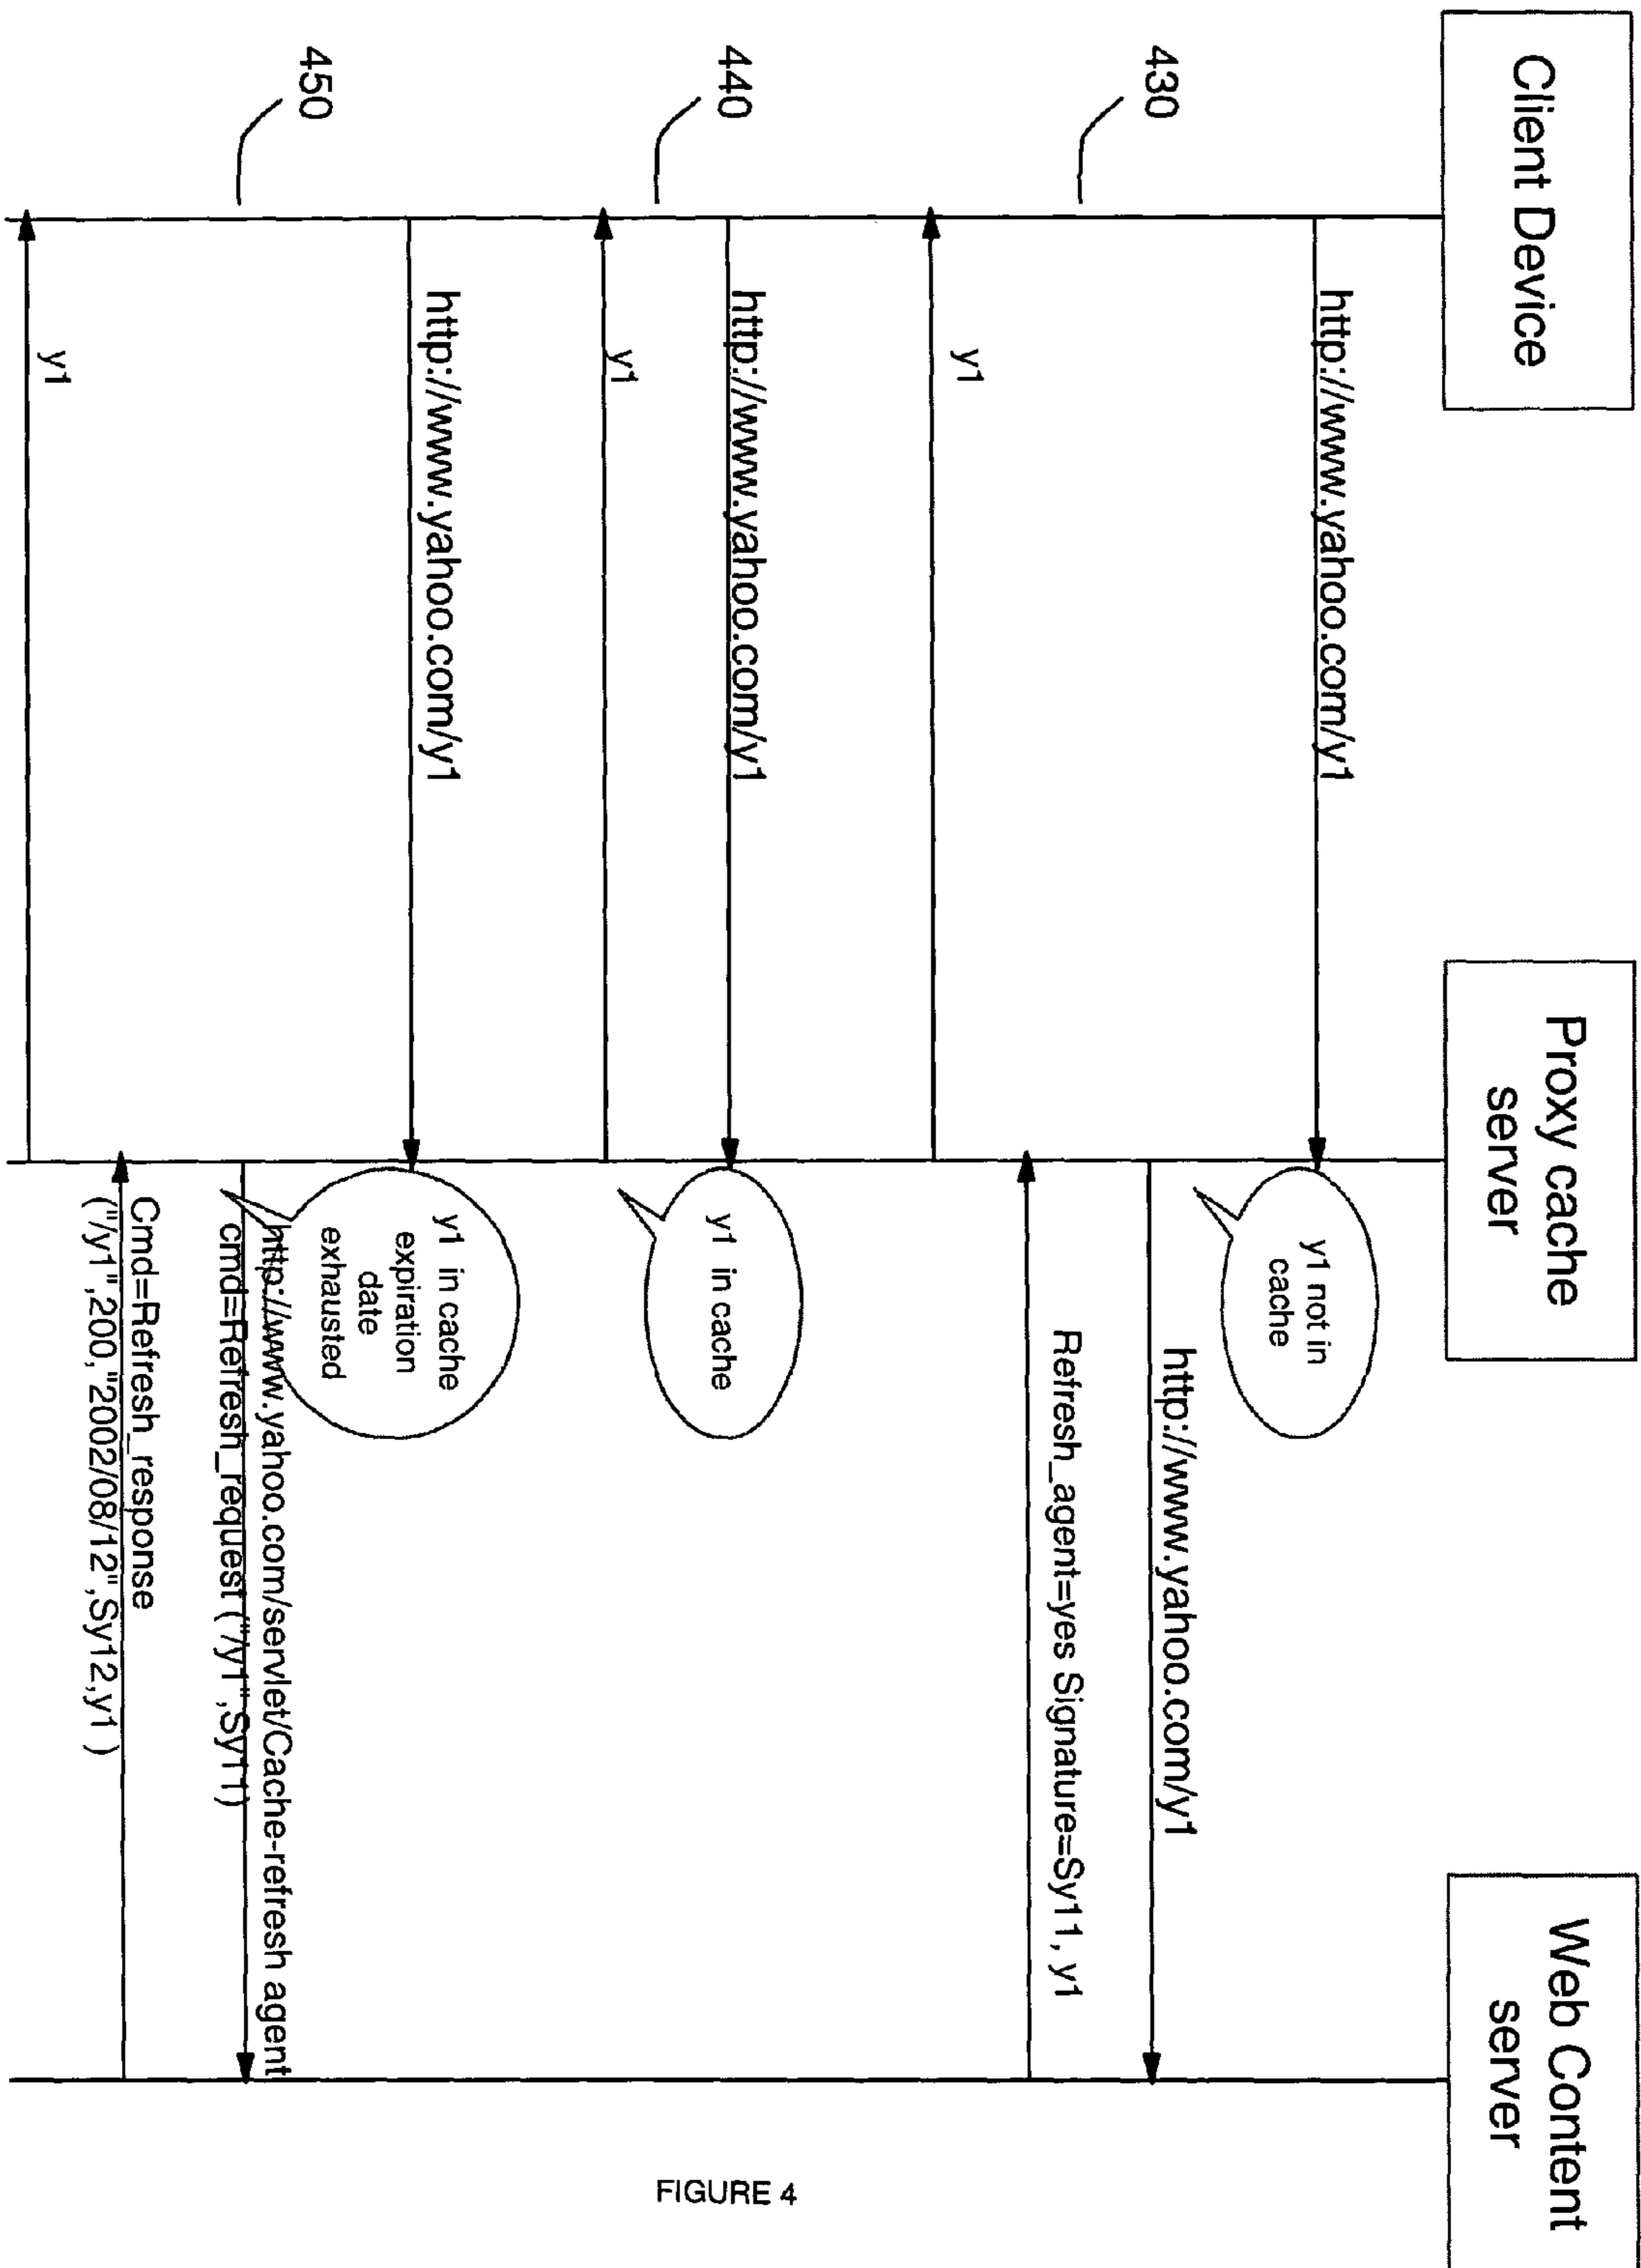 Client Device
Proxy cache
server
Web Content
server
430
http://www.yahoo.com/y1
y1 not in
cache
http://www.yahoo.com/y1
Refresh_agent=yes Signature=Sy11, y1
y1
440
http://www.yahoo.com/y1
y1 in cache
y1
450
http://www.yahoo.com/y1
y1 in cache
expiration
date
exhausted
http://www.yahoo.com/servlet/Cache-refresh agent
cmd=Refresh_request ("/y1",Sy11)
Cmd=Refresh_response
("/y1",200,"2002/08/12",Sy12,y1 )
y1
FIGURE 4